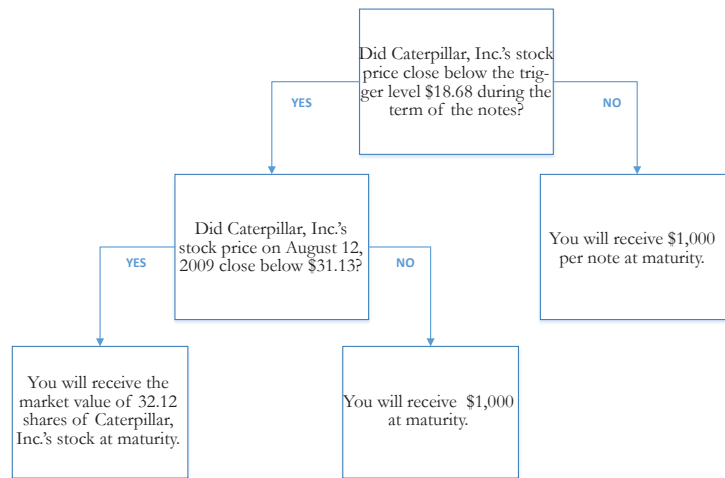 Did Caterpillar, Inc.'s stock
price close below the trig-
ger level $18.68 during the
term of the notes?
YES
NO
Did Caterpillar, Inc.'s
stock price on August 12,
2009 close below $31.13?
You will receive $1,000
per note at maturity.
YES
NO
You will receive the
market value of 32.12
shares of Caterpillar,
Inc.'s stock at maturity.
You will receive $1,000
at maturity.